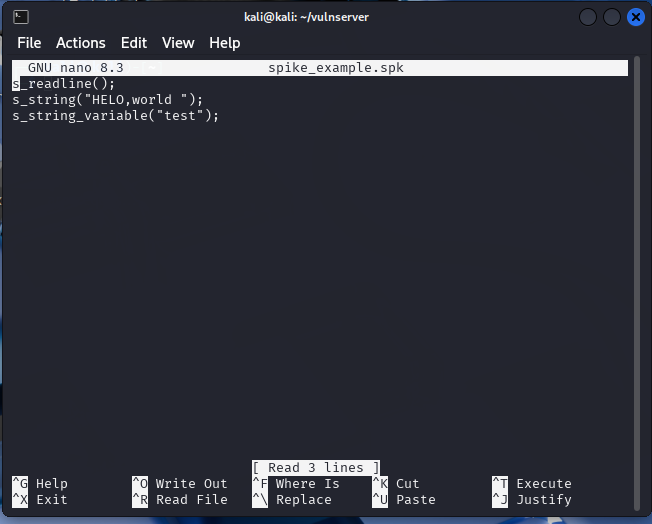 kali@kali: ~/vulnserver
File Actions Edit View Help
GNU nano 8.3 spike_example.spk
s_readline();
s_string("HELO,world ");
s_string_variable("test");
[ Read 3 lines ]
^G Help ^O Write Out ^F Where Is ^K Cut ^T Execute
^X Exit ^R Read File ^\ Replace ^U Paste ^J Justify